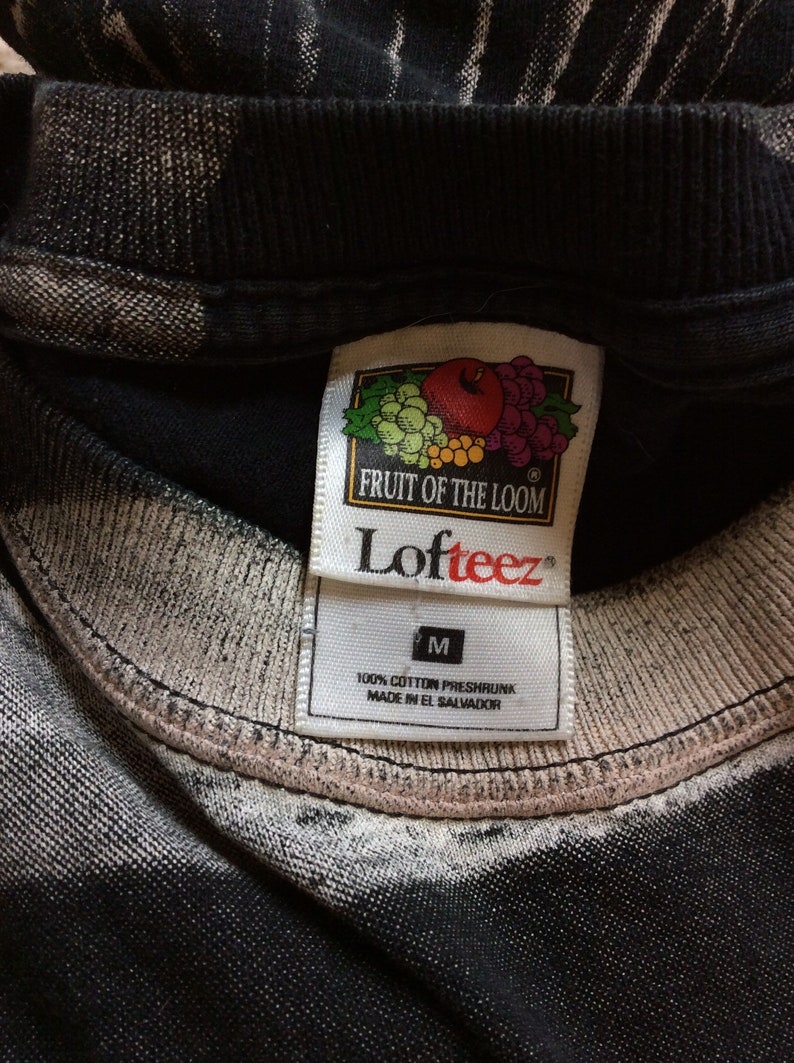 FRUIT OF THE LOOM®
Lofteez®
M
100% COTTON PRESHRUNK
MADE IN EL SALVADOR